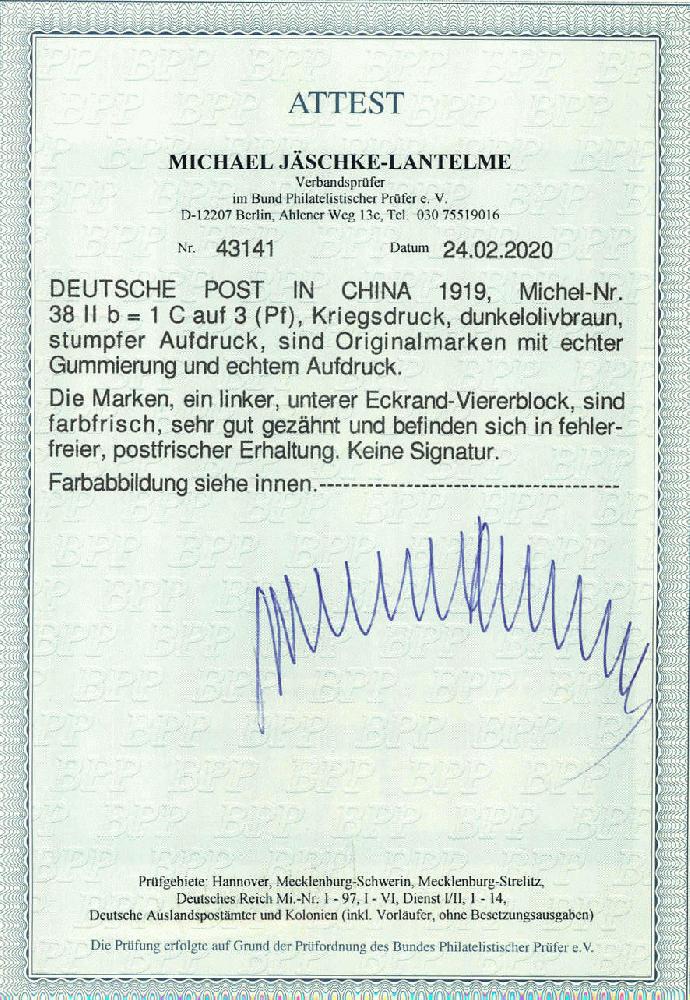 ATTEST
MICHAEL JÄSCHKE-LANTELME
Verbandsprüfer
im Bund Philatelistischer Prüfer e. V.
D-12207 Berlin, Ahlener Weg 13c, Tel. 030 75519016
Nr. 43141 Datum 24.02.2020
DEUTSCHE POST IN CHINA 1919, Michel-Nr.
38 II b = 1 C auf 3 (Pf), Kriegsdruck, dunkelolivbraun,
stumpfer Aufdruck, sind Originalmarken mit echter
Gummierung und echtem Aufdruck.
Die Marken, ein linker, unterer Eckrand-Viererblock, sind
farbfrisch, sehr gut gezähnt und befinden sich in fehler-
freier, postfrischer Erhaltung. Keine Signatur.
Farbabbildung siehe innen.--------------------------------------
Prüfgebiete: Hannover, Mecklenburg-Schwerin, Mecklenburg-Strelitz,
Deutsches Reich Mi.-Nr. 1 - 97, I - VI, Dienst I/II, 1 - 14,
Deutsche Auslandspostämter und Kolonien (inkl. Vorläufer, ohne Besetzungsausgaben)
Die Prüfung erfolgte auf Grund der Prüfordnung des Bundes Philatelistischer Prüfer e.V.